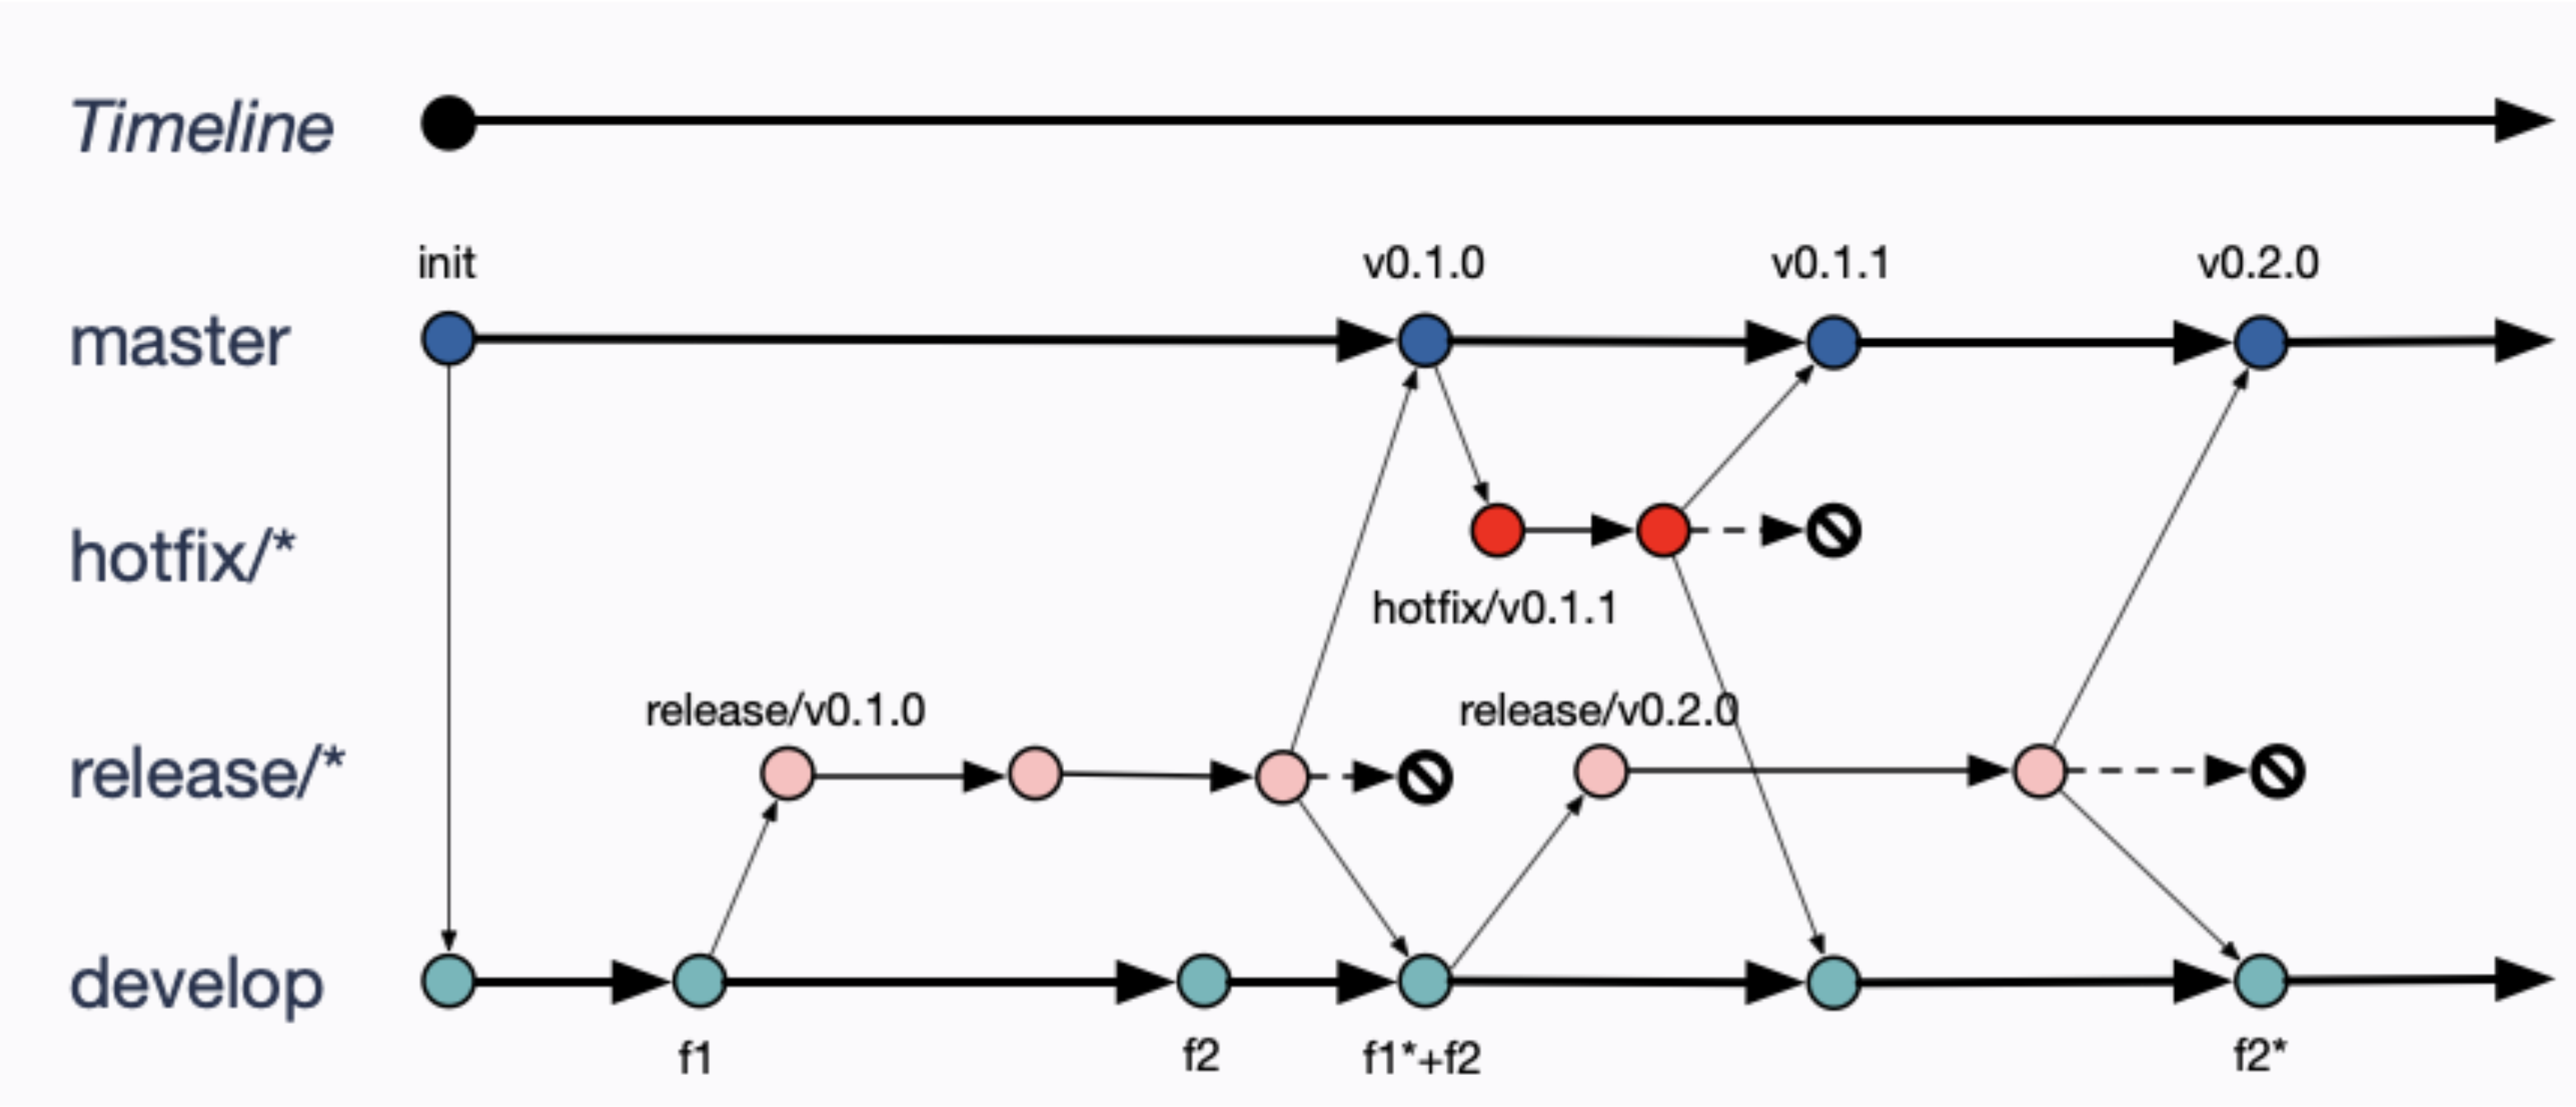 Timeline
init
v0.1.0
v0.1.1
v0.2.0
master
hotfix/*
hotfix/v0.1.1
release/v0.1.0
release/v0.2.0
release/*
develop
f1
f2
f1*+f2
f2*